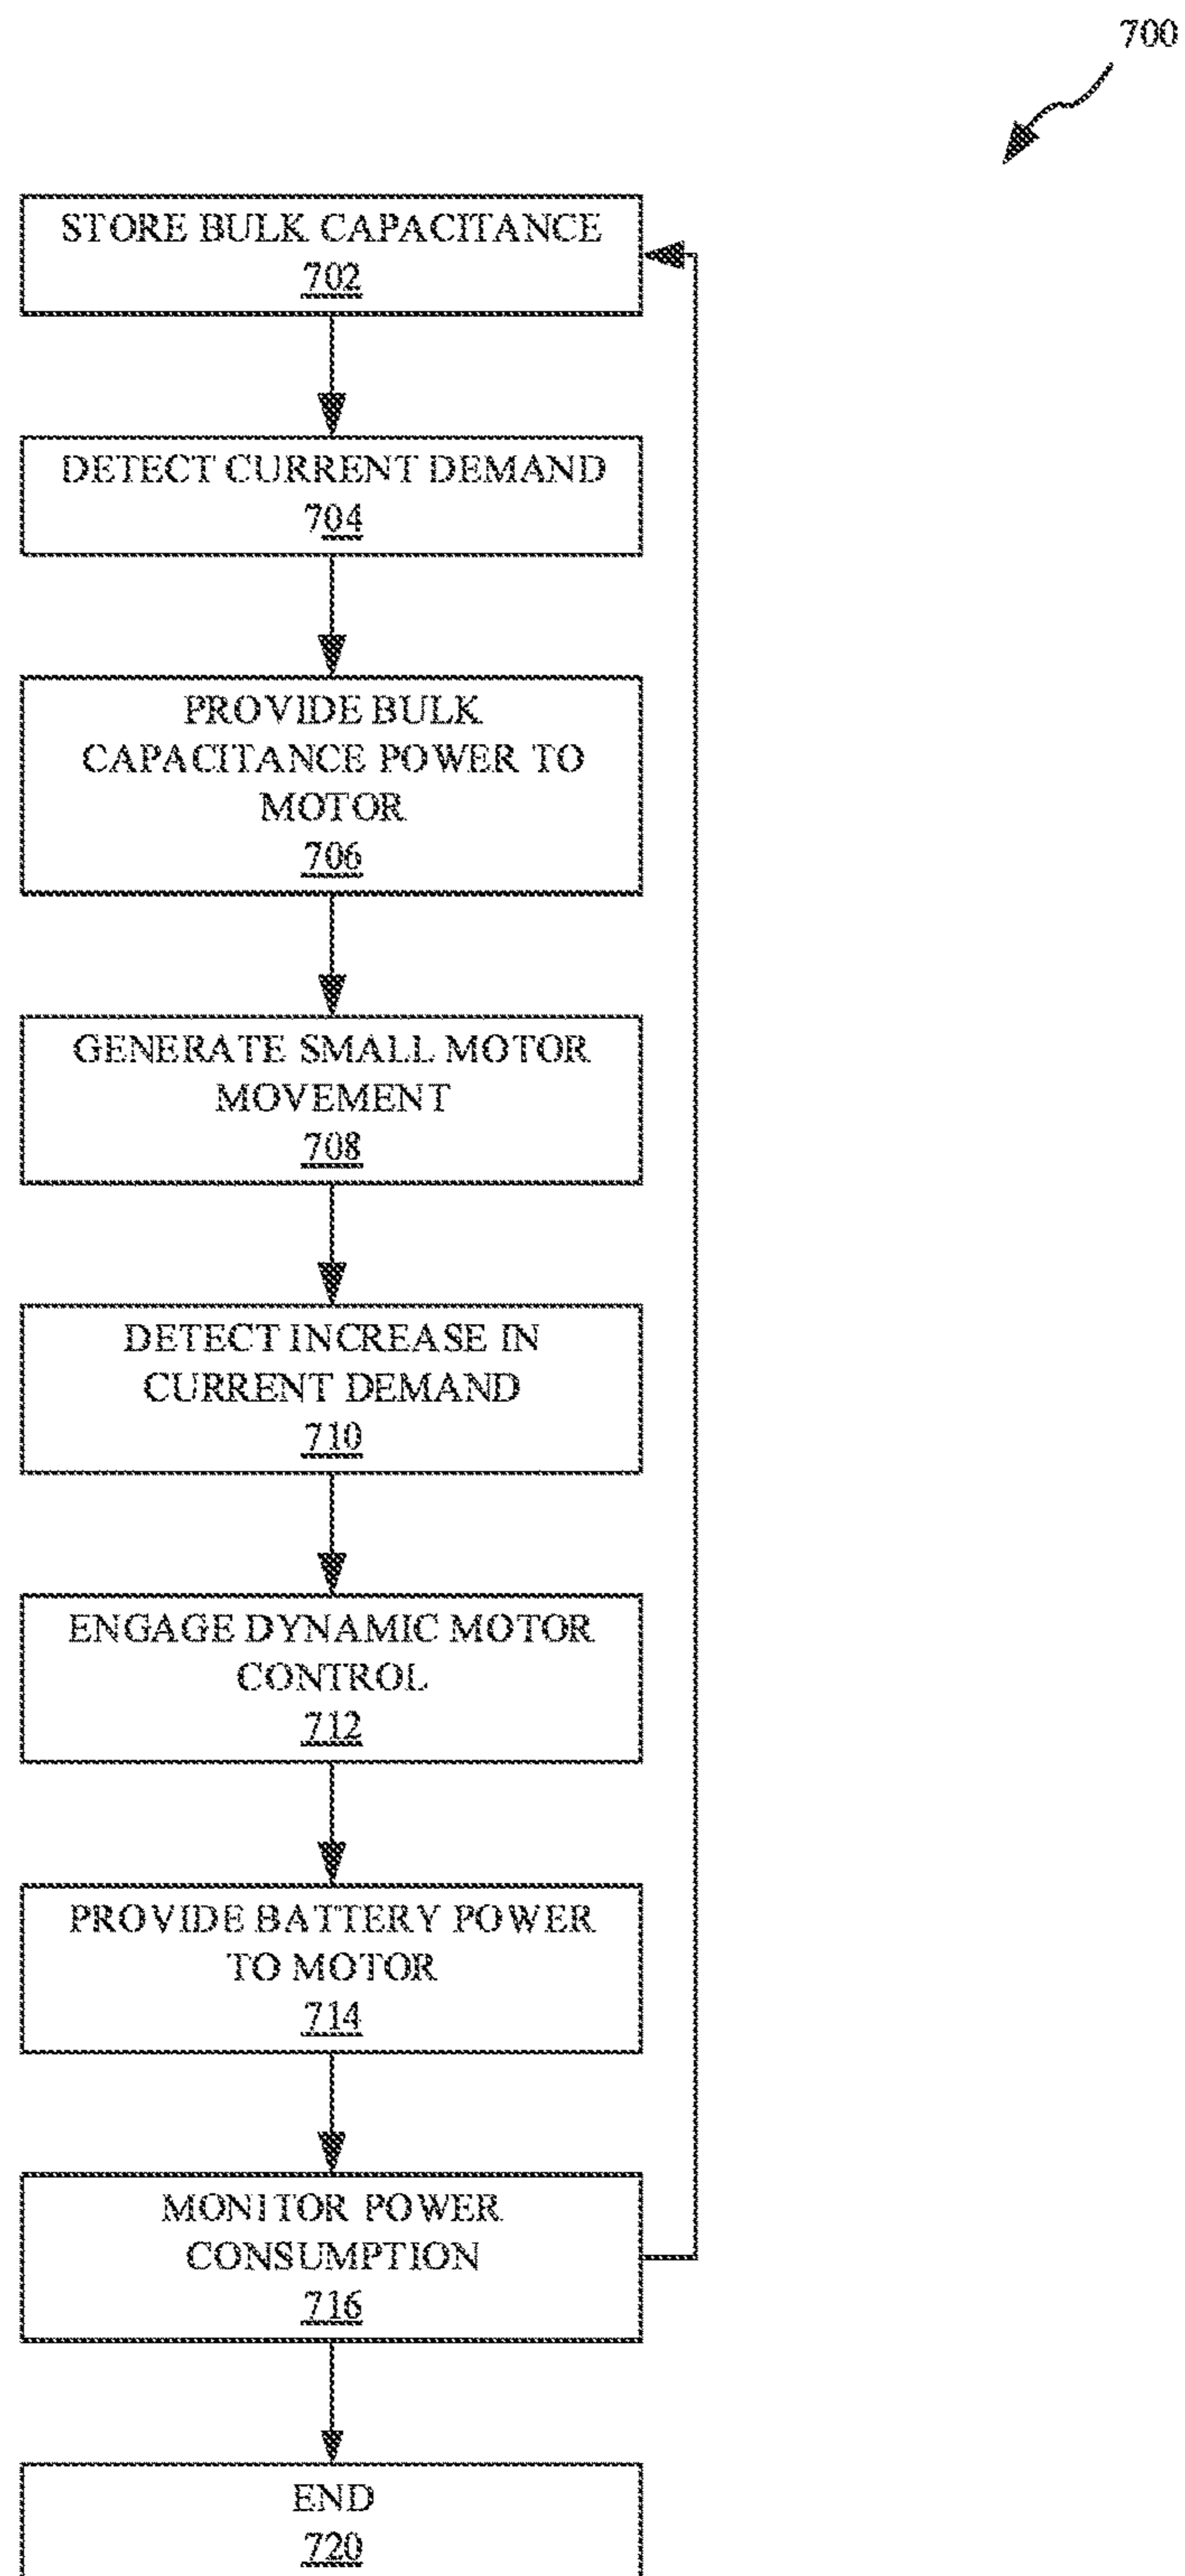 700
STORE BULK CAPACITANCE
702
DETECT CURRENT DEMAND
704
PROVIDE BULK
CAPACITANCE POWER TO
MOTOR
706
GENERATE SMALL MOTOR
MOVEMENT
708
DETECT INCREASE IN
CURRENT DEMAND
710
ENGAGE DYNAMIC MOTOR
CONTROL
712
PROVIDE BATTERY POWER
TO MOTOR
714
MONITOR POWER
CONSUMPTION
716
END
720